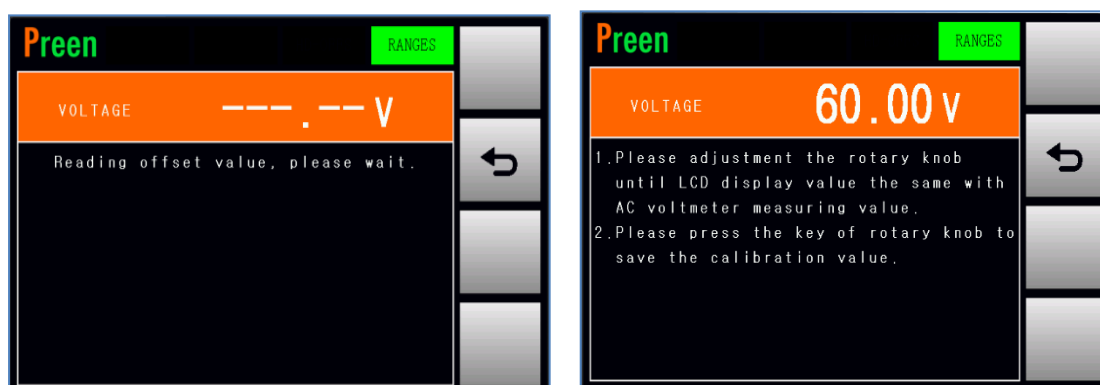 Preen
RANGES
VOLTAGE ---.-- V
Reading offset value, please wait.
Preen
RANGES
VOLTAGE 60.00 V
1.Please adjustment the rotary knob
until LCD display value the same with
AC voltmeter measuring value.
2.Please press the key of rotary knob to
save the calibration value.